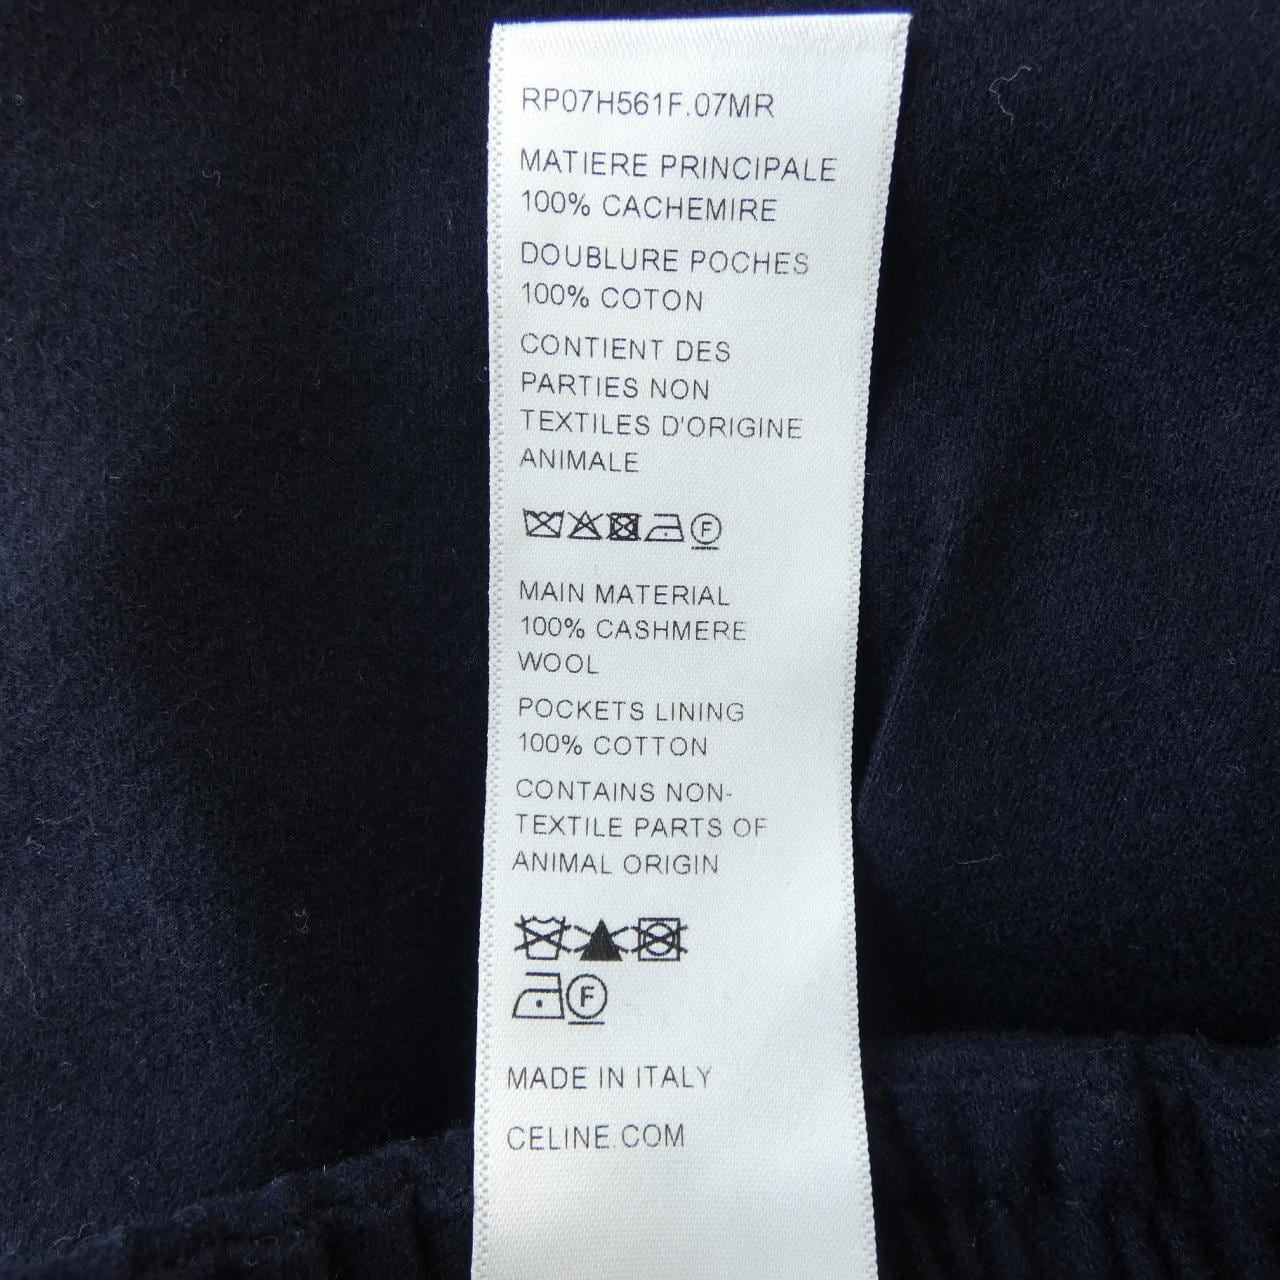 RP07H561F.07MR
MATIERE PRINCIPALE
100% CACHEMIRE
DOUBLURE POCHES
100% COTON
CONTIENT DES
PARTIES NON
TEXTILES D'ORIGINE
ANIMALE
F
MAIN MATERIAL
100% CASHMERE
WOOL
POCKETS LINING
100% COTTON
CONTAINS NON-
TEXTILE PARTS OF
ANIMAL ORIGIN
F
MADE IN ITALY
CELINE.COM